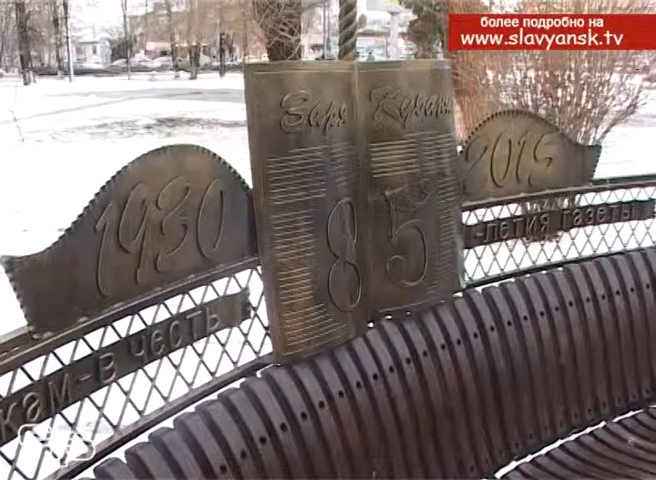 более подробно на
www.slavyansk.tv
Заря Кубани
1930
85
2015
кам - в честь
-летия газеты